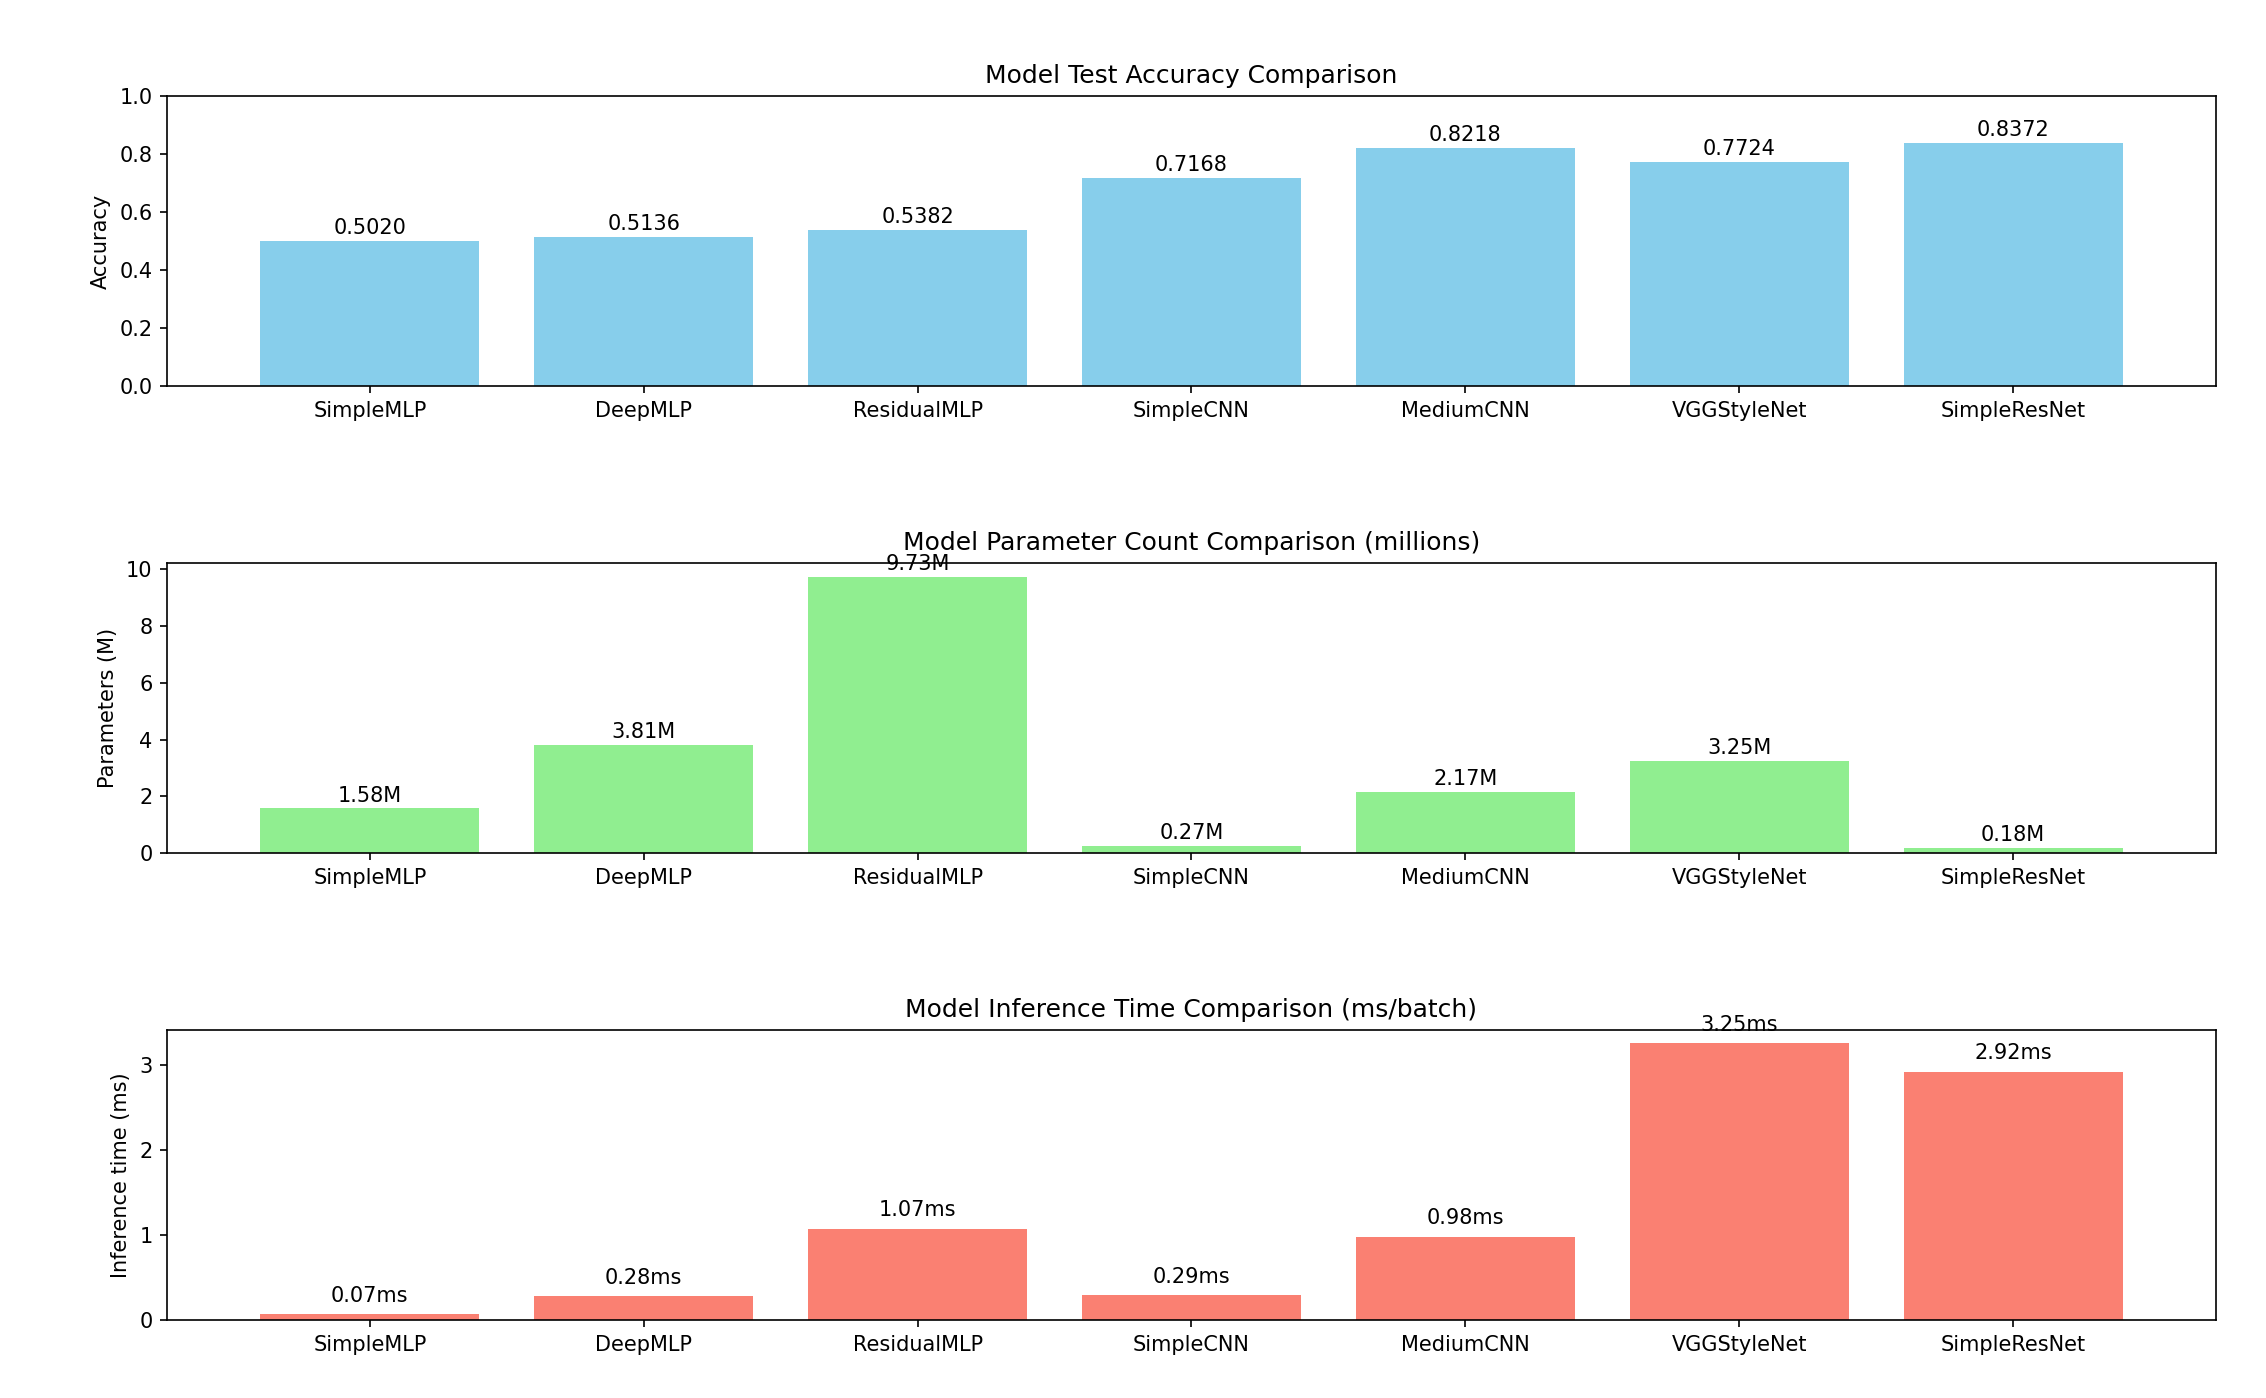 Model Test Accuracy Comparison
1.0
0.8
0.6
0.4
0.2
0.0
Accuracy
0.5020
0.5136
0.5382
0.7168
0.8218
0.7724
0.8372
SimpleMLP
DeepMLP
ResidualMLP
SimpleCNN
MediumCNN
VGGStyleNet
SimpleResNet
Model Parameter Count Comparison (millions)
10
8
6
4
2
0
Parameters (M)
1.58M
3.81M
9.73M
0.27M
2.17M
3.25M
0.18M
SimpleMLP
DeepMLP
ResidualMLP
SimpleCNN
MediumCNN
VGGStyleNet
SimpleResNet
Model Inference Time Comparison (ms/batch)
3
2
1
0
Inference time (ms)
0.07ms
0.28ms
1.07ms
0.29ms
0.98ms
3.25ms
2.92ms
SimpleMLP
DeepMLP
ResidualMLP
SimpleCNN
MediumCNN
VGGStyleNet
SimpleResNet